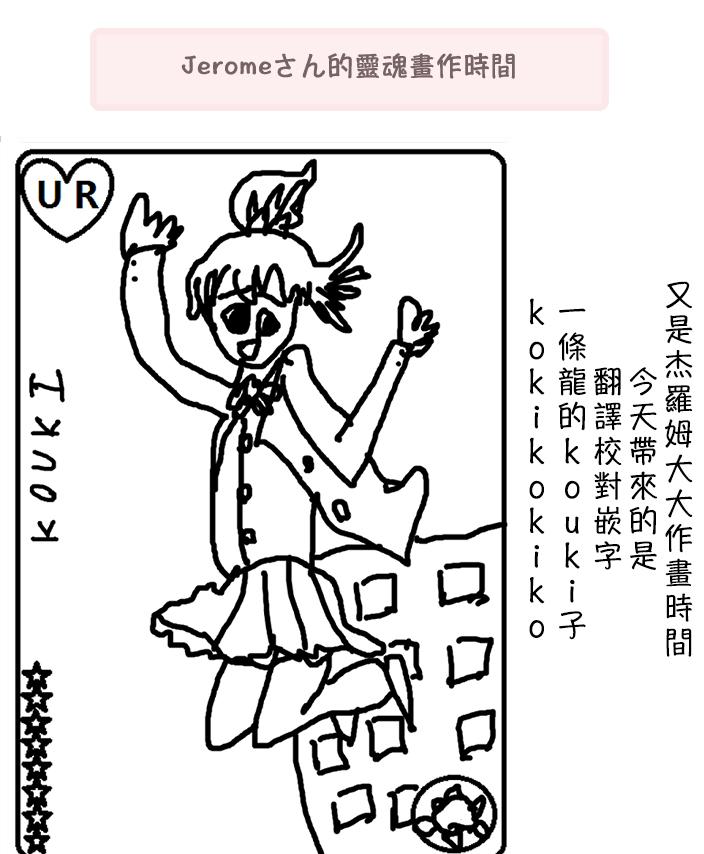 Jeromeさん的靈魂畫作時間
UR
KOUKI
又是杰羅姆大大作畫時間
今天帶來的是
翻譯校對嵌字
一條龍的kouki子
kokikokikokiko